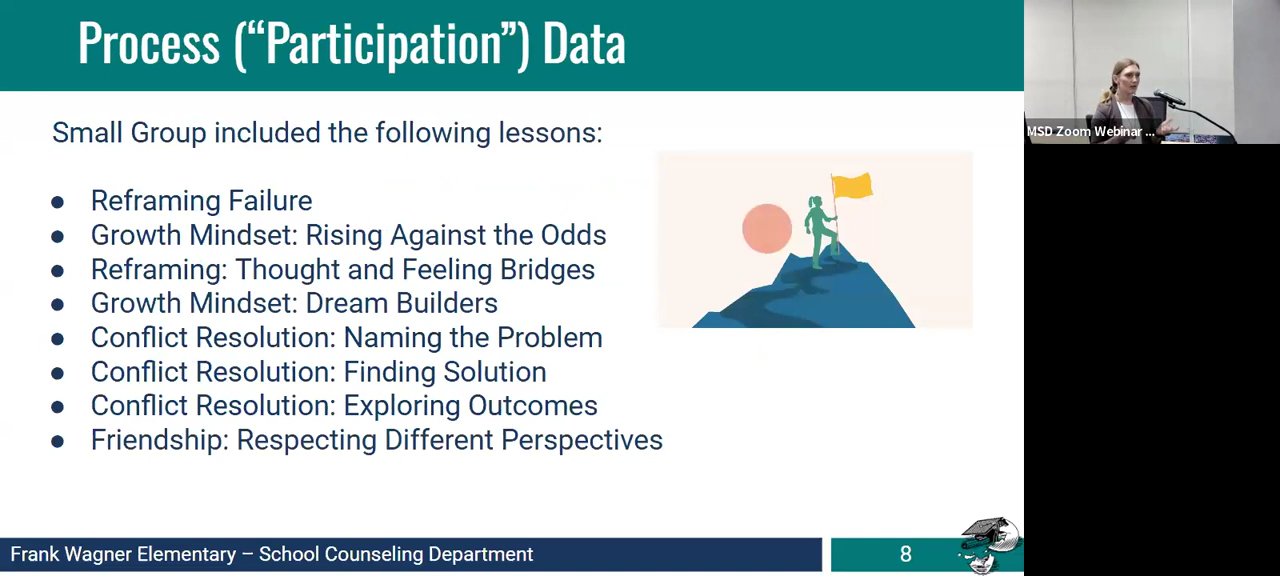 Process (“Participation”) Data
MSD Zoom Webinar ...
Small Group included the following lessons:
● Reframing Failure
● Growth Mindset: Rising Against the Odds
● Reframing: Thought and Feeling Bridges
● Growth Mindset: Dream Builders
● Conflict Resolution: Naming the Problem
● Conflict Resolution: Finding Solution
● Conflict Resolution: Exploring Outcomes
● Friendship: Respecting Different Perspectives
Frank Wagner Elementary – School Counseling Department
8